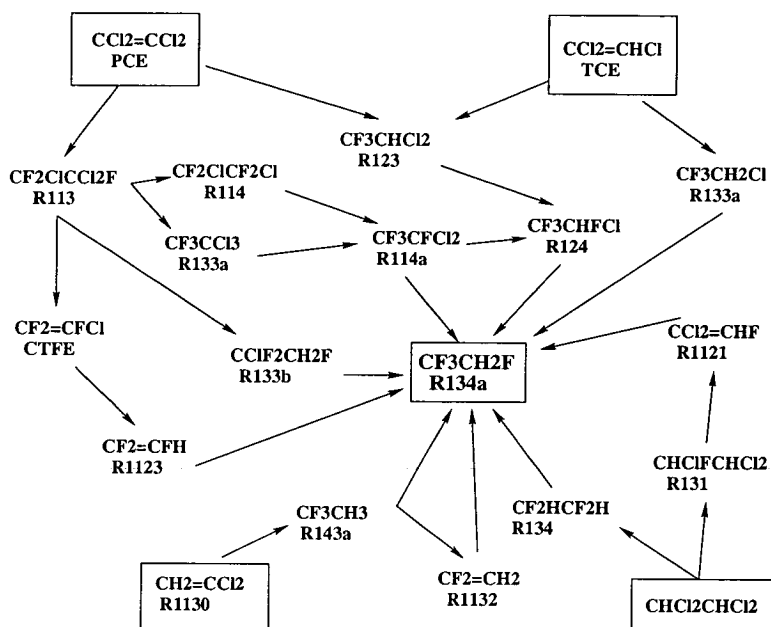 CCl2=CCl2
PCE
CCl2=CHCl
TCE
CF3CHCl2
R123
CF2ClCCl2F
R113
CF2ClCF2Cl
R114
CF3CH2Cl
R133a
CF3CCl3
R133a
CF3CFCl2
R114a
CF3CHFCl
R124
CF2=CFCl
CTFE
CClF2CH2F
R133b
CF3CH2F
R134a
CCl2=CHF
R1121
CF2=CFH
R1123
CHClFCHCl2
R131
CF3CH3
R143a
CF2HCF2H
R134
CH2=CCl2
R1130
CF2=CH2
R1132
CHCl2CHCl2